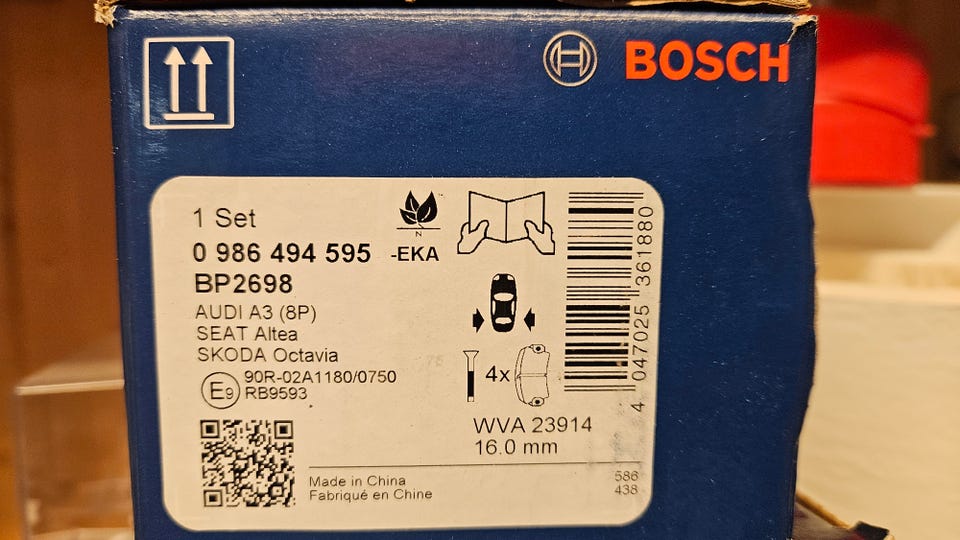 BOSCH
1 Set
N
0 986 494 595 -EKA
BP2698
AUDI A3 (8P)
SEAT Altea
SKODA Octavia
E9 90R-02A1180/0750
RB9593
4x
WVA 23914
16.0 mm
Made in China
Fabriqué en Chine
586
438
4 047025 361880